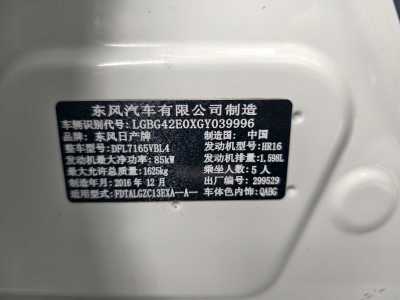 东风汽车有限公司制造
车辆识别代号: LGBG42E0XGY039996
品牌: 东风日产牌 制造国: 中国
整车型号: DFL7165VBL4 发动机型号: HR16
发动机最大净功率: 85kW 发动机排量: 1,598L
最大允许总质量: 1625kg 乘坐人数: 5人
制造年月: 2016 年 12 月 出厂编号: 299529
适用型号: FDTALGZC13EXA--A-- 车体色内饰: QABG